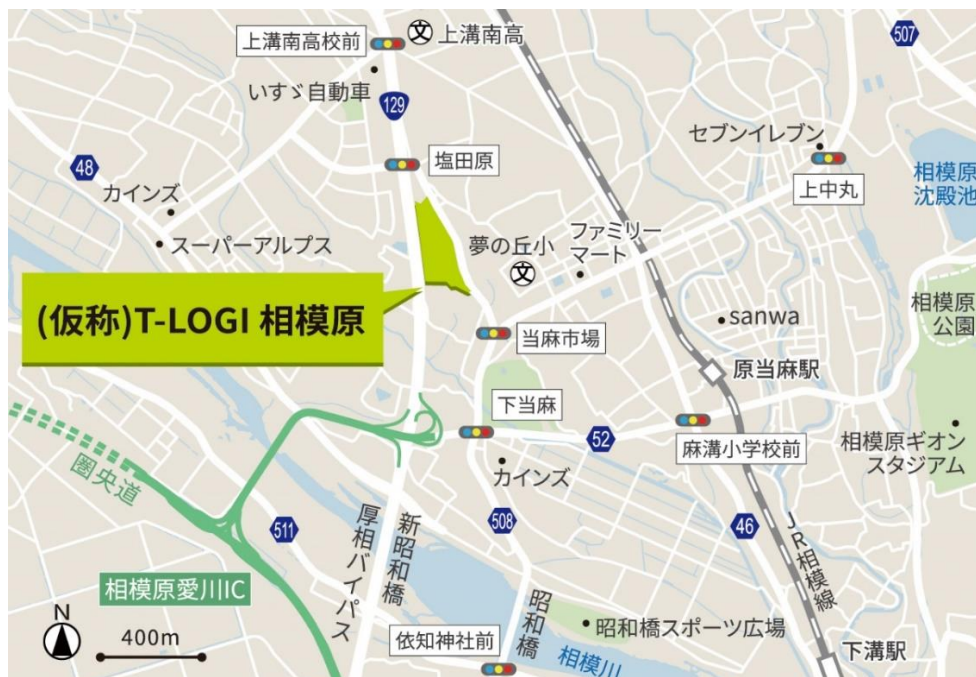 上溝南高校前
文 上溝南高
507
いすゞ自動車
129
セブンイレブン
48
塩田原
上中丸
相模原
沈殿池
カインズ
スーパーアルプス
夢の丘小
文
ファミリー
マート
(仮称)T-LOGI 相模原
sanwa
相模原
公園
当麻市場
原当麻駅
下当麻
52
麻溝小学校前
相模原ギオン
スタジアム
カインズ
圏央道
511
厚相バイパス
新昭和橋
508
46
JR相模線
相模原愛川IC
昭和橋
N
400m
依知神社前
昭和橋スポーツ広場
相模川
下溝駅